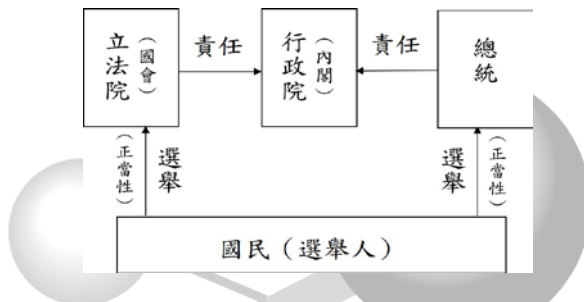 立法院
（國會）
責任
行政院
（內閣）
責任
總統
（正當性）
選舉
選舉
（正當性）
國民（選舉人）